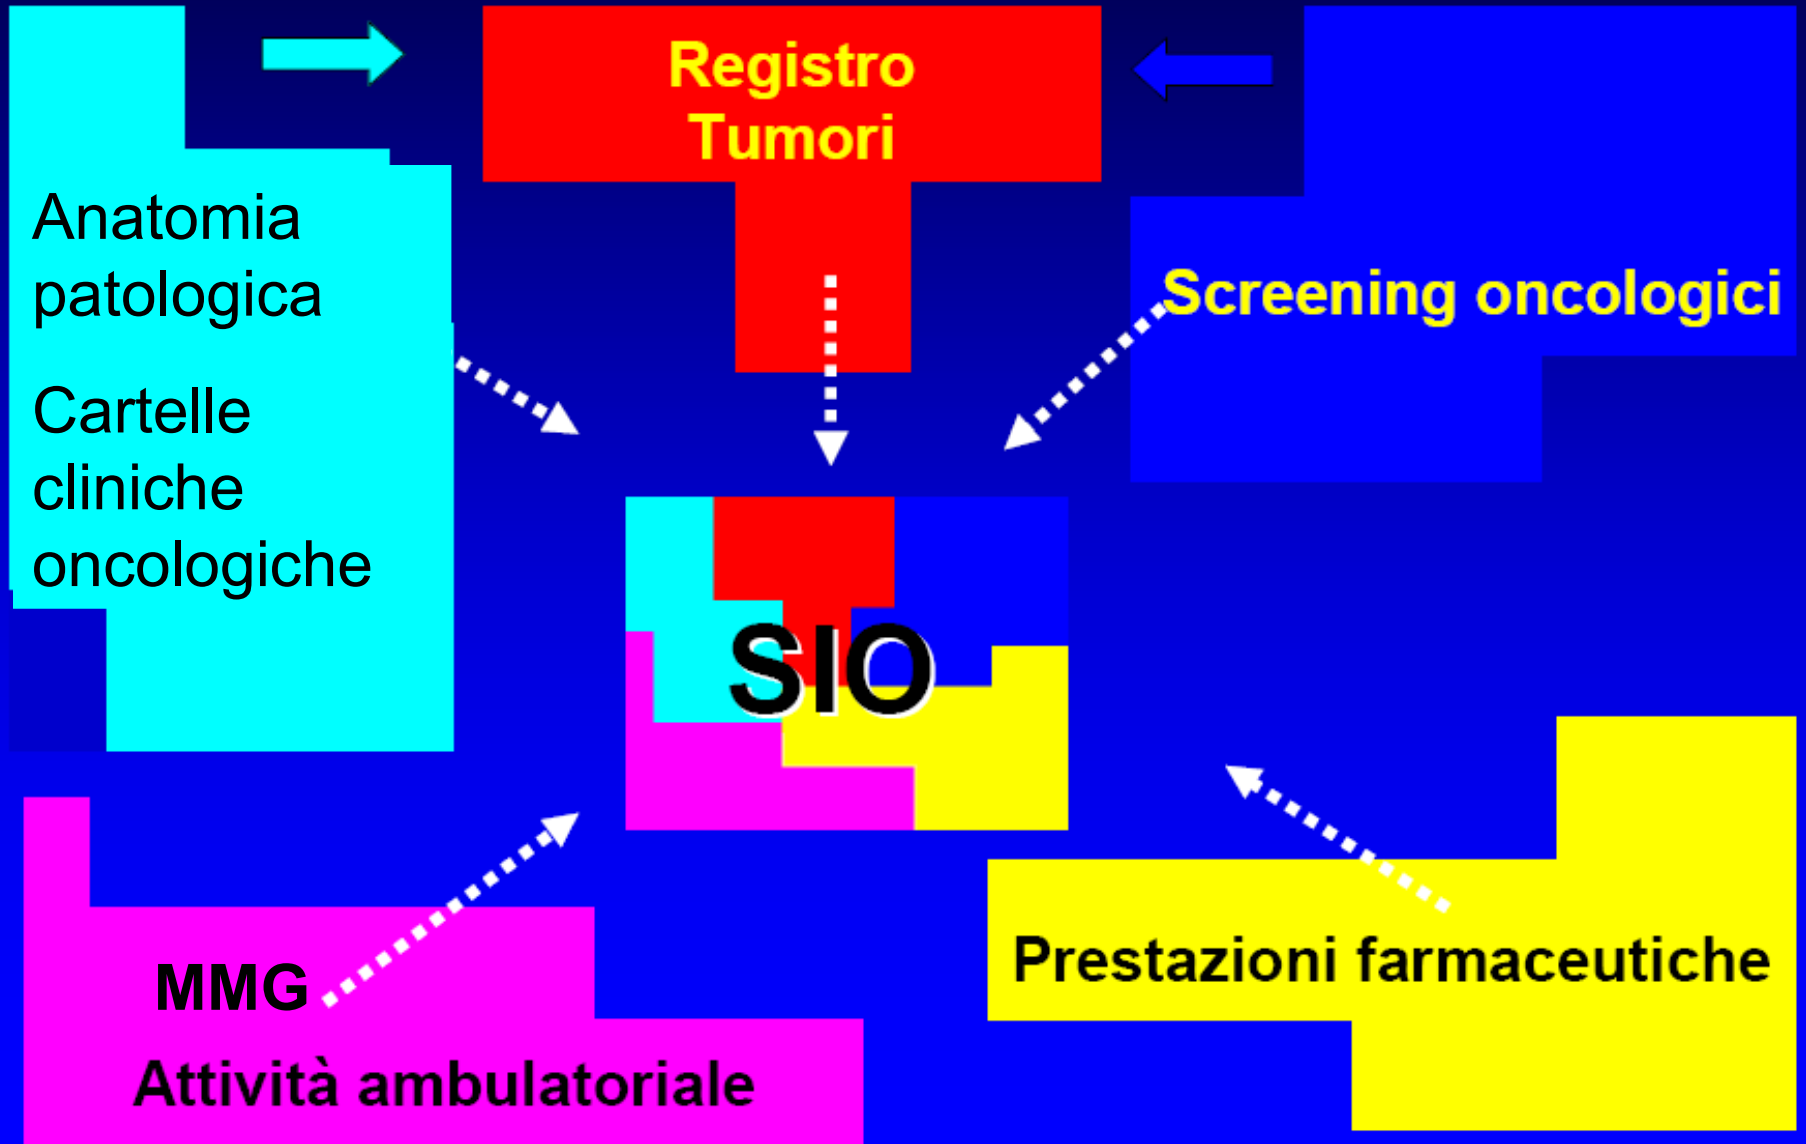 Registro
Tumori
Anatomia
patologica
Cartelle
cliniche
oncologiche
Screening oncologici
SIO
MMG
Attività ambulatoriale
Prestazioni farmaceutiche